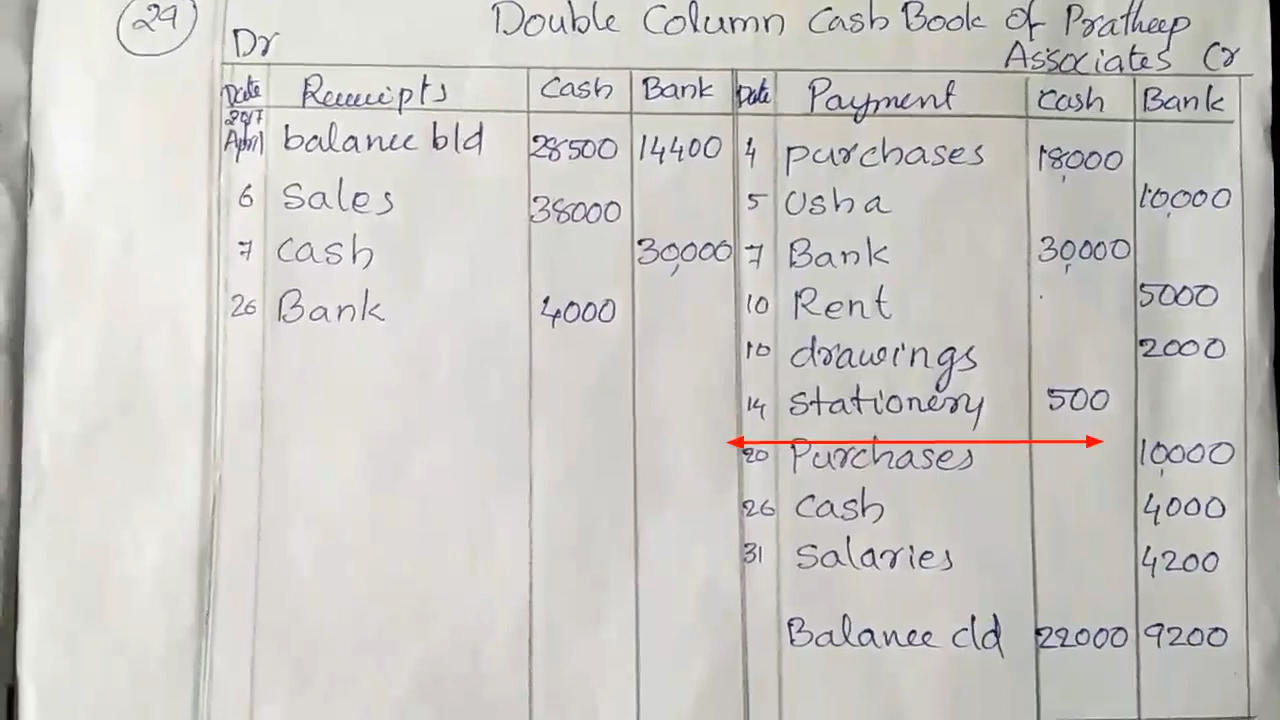 29
Double Column Cash Book Of Pratheep
Associates Cr
Dr
Date Receipts Cash Bank Date Payment Cash Bank
2017
April balance b/d 28500 14400 4 purchases 18,000
6 Sales 38000 5 Usha 10,000
7 Cash 30,000 7 Bank 30,000
26 Bank 4000 10 Rent 5000
10 drawings 2000
14 Stationery 500
20 Purchases 10,000
26 Cash 4000
31 Salaries 4200
Balance c/d 22000 9200